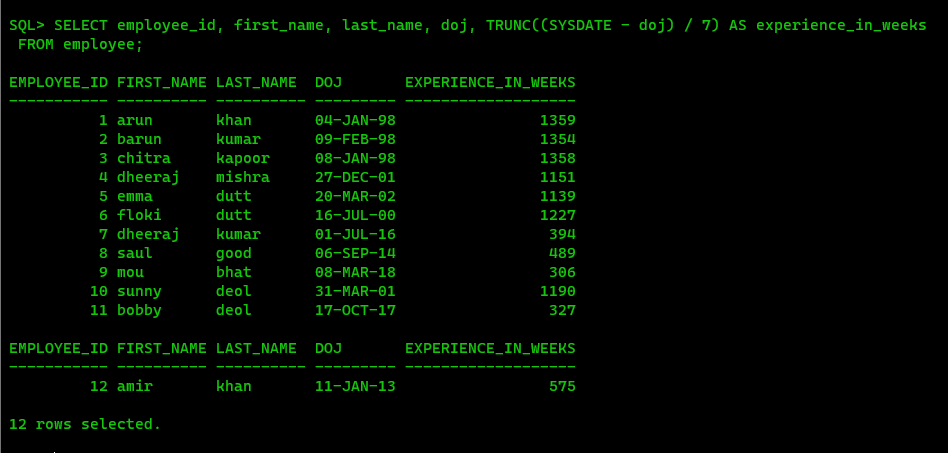 SQL> SELECT employee_id, first_name, last_name, doj, TRUNC((SYSDATE - doj) / 7) AS experience_in_weeks
 FROM employee;

EMPLOYEE_ID FIRST_NAME LAST_NAME  DOJ       EXPERIENCE_IN_WEEKS
----------- ---------- ---------- --------- -------------------
          1 arun       khan       04-JAN-98                1359
          2 barun      kumar      09-FEB-98                1354
          3 chitra     kapoor     08-JAN-98                1358
          4 dheeraj    mishra     27-DEC-01                1151
          5 emma       dutt       20-MAR-02                1139
          6 floki      dutt       16-JUL-00                1227
          7 dheeraj    kumar      01-JUL-16                 394
          8 saul       good       06-SEP-14                 489
          9 mou        bhat       08-MAR-18                 306
         10 sunny      deol       31-MAR-01                1190
         11 bobby      deol       17-OCT-17                 327

EMPLOYEE_ID FIRST_NAME LAST_NAME  DOJ       EXPERIENCE_IN_WEEKS
----------- ---------- ---------- --------- -------------------
         12 amir       khan       11-JAN-13                 575

12 rows selected.